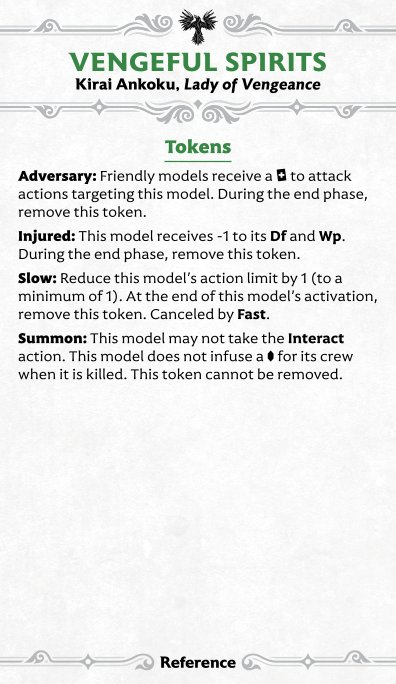 VENGEFUL SPIRITS
Kirai Ankoku, Lady of Vengeance
Tokens
Adversary: Friendly models receive a + to attack
actions targeting this model. During the end phase,
remove this token.
Injured: This model receives -1 to its Df and Wp.
During the end phase, remove this token.
Slow: Reduce this model's action limit by 1 (to a
minimum of 1). At the end of this model's activation,
remove this token. Canceled by Fast.
Summon: This model may not take the Interact
action. This model does not infuse a for its crew
when it is killed. This token cannot be removed.
Reference